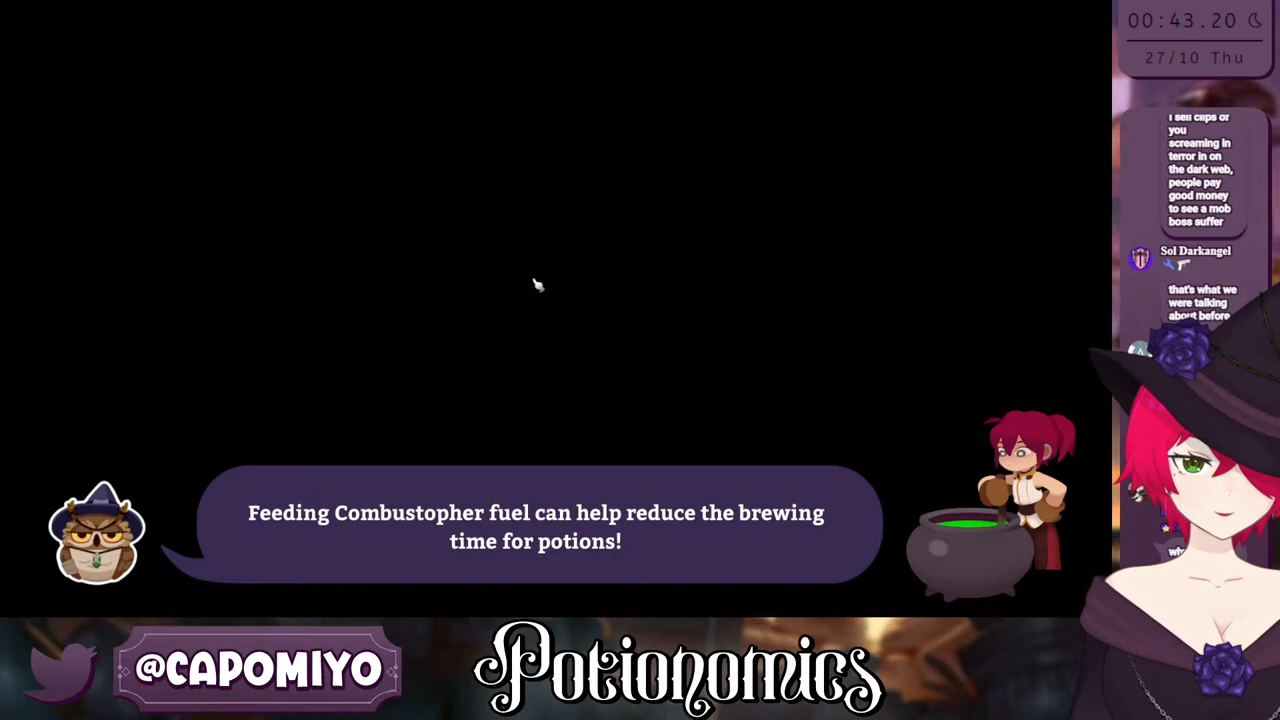 00:43.20
27/10 Thu
I sell clips of
you
screaming in
terror in on
the dark web,
people pay
good money
to see a mob
boss suffer
Sol Darkangel
that's what we
were talking
about before
Feeding Combustopher fuel can help reduce the brewing
time for potions!
@CAPOMIYO
Potionomics